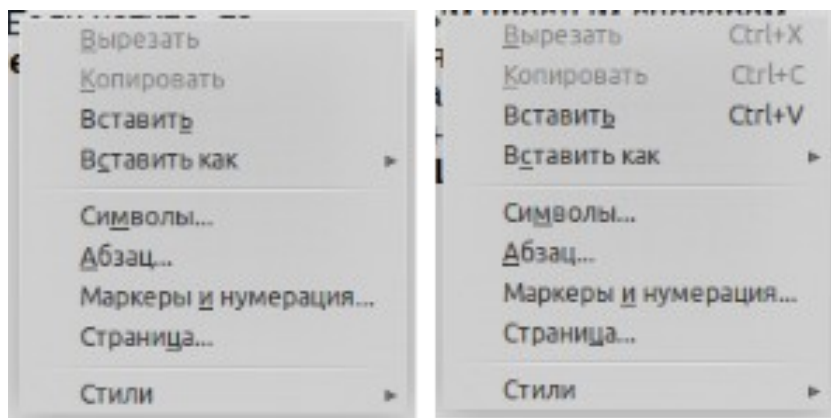 Вырезать
Копировать
Вставить
Вставить как
Символы...
Абзац...
Маркеры и нумерация...
Страница...
Стили
Вырезать Ctrl+X
Копировать Ctrl+C
Вставить Ctrl+V
Вставить как
Символы...
Абзац...
Маркеры и нумерация...
Страница...
Стили